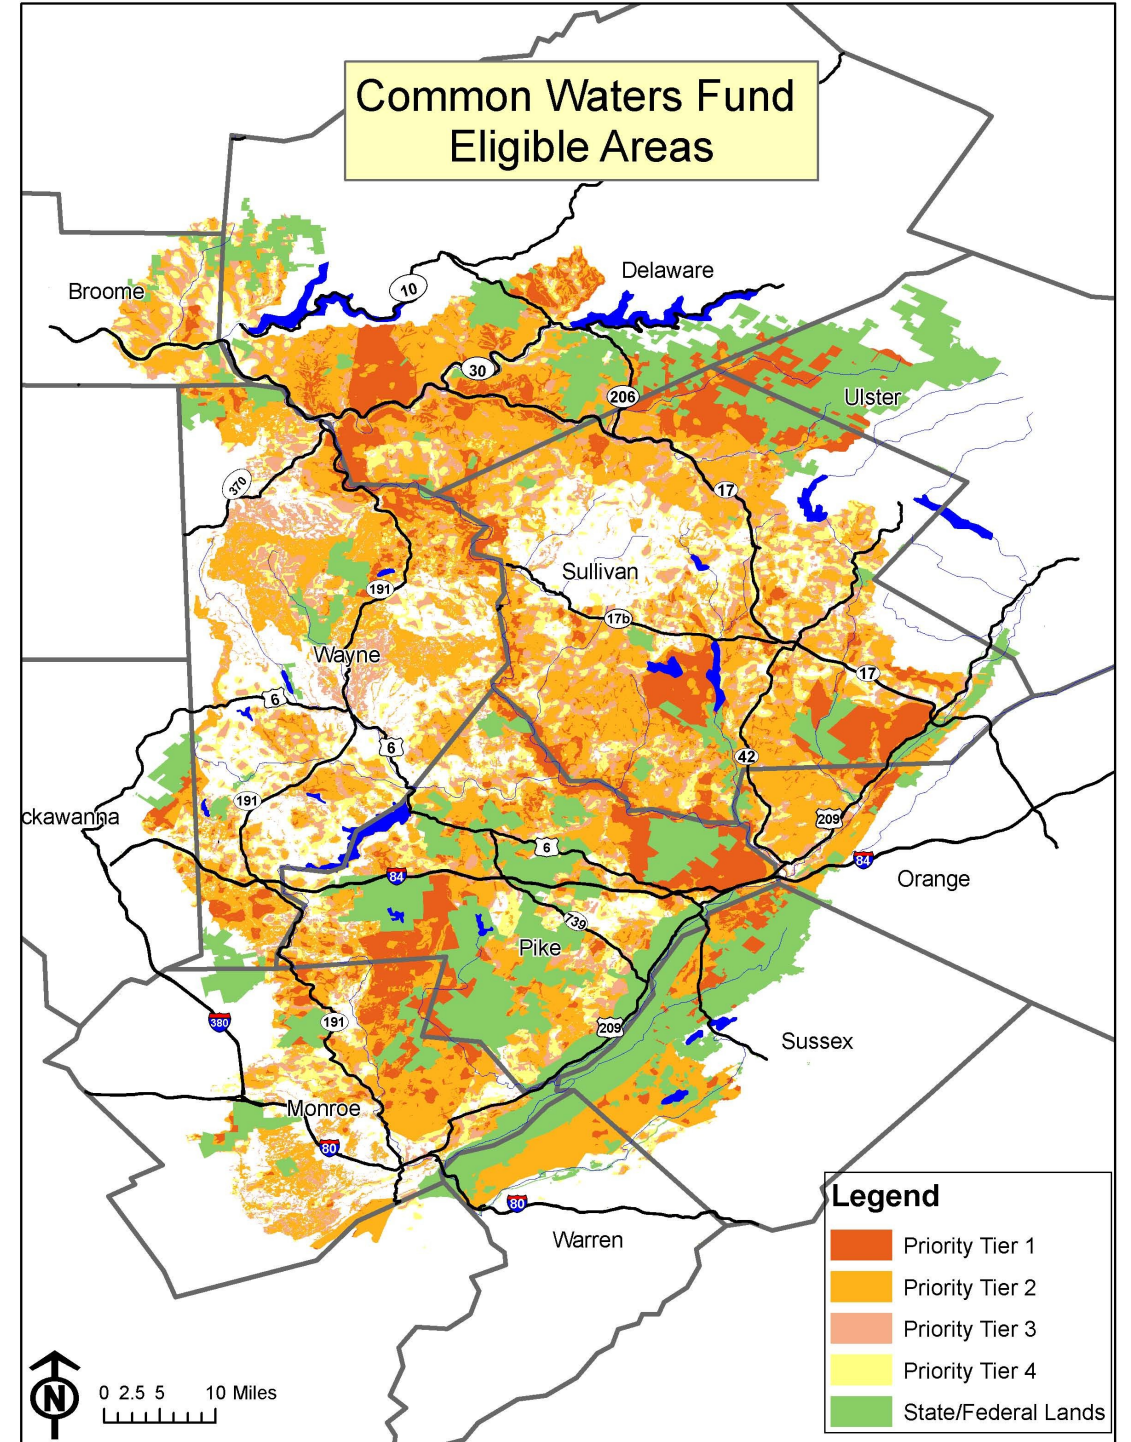 Common Waters Fund
Eligible Areas
Delaware
Broome
10
30
206
Ulster
370
17
Sullivan
191
17b
Wayne
17
6
6
42
191
ckawanna
209
6
84
84
Orange
739
Pike
380
191
209
Sussex
Monroe
80
80
Warren
Legend
Priority Tier 1
Priority Tier 2
Priority Tier 3
Priority Tier 4
State/Federal Lands
N
0 2.5 5 10 Miles